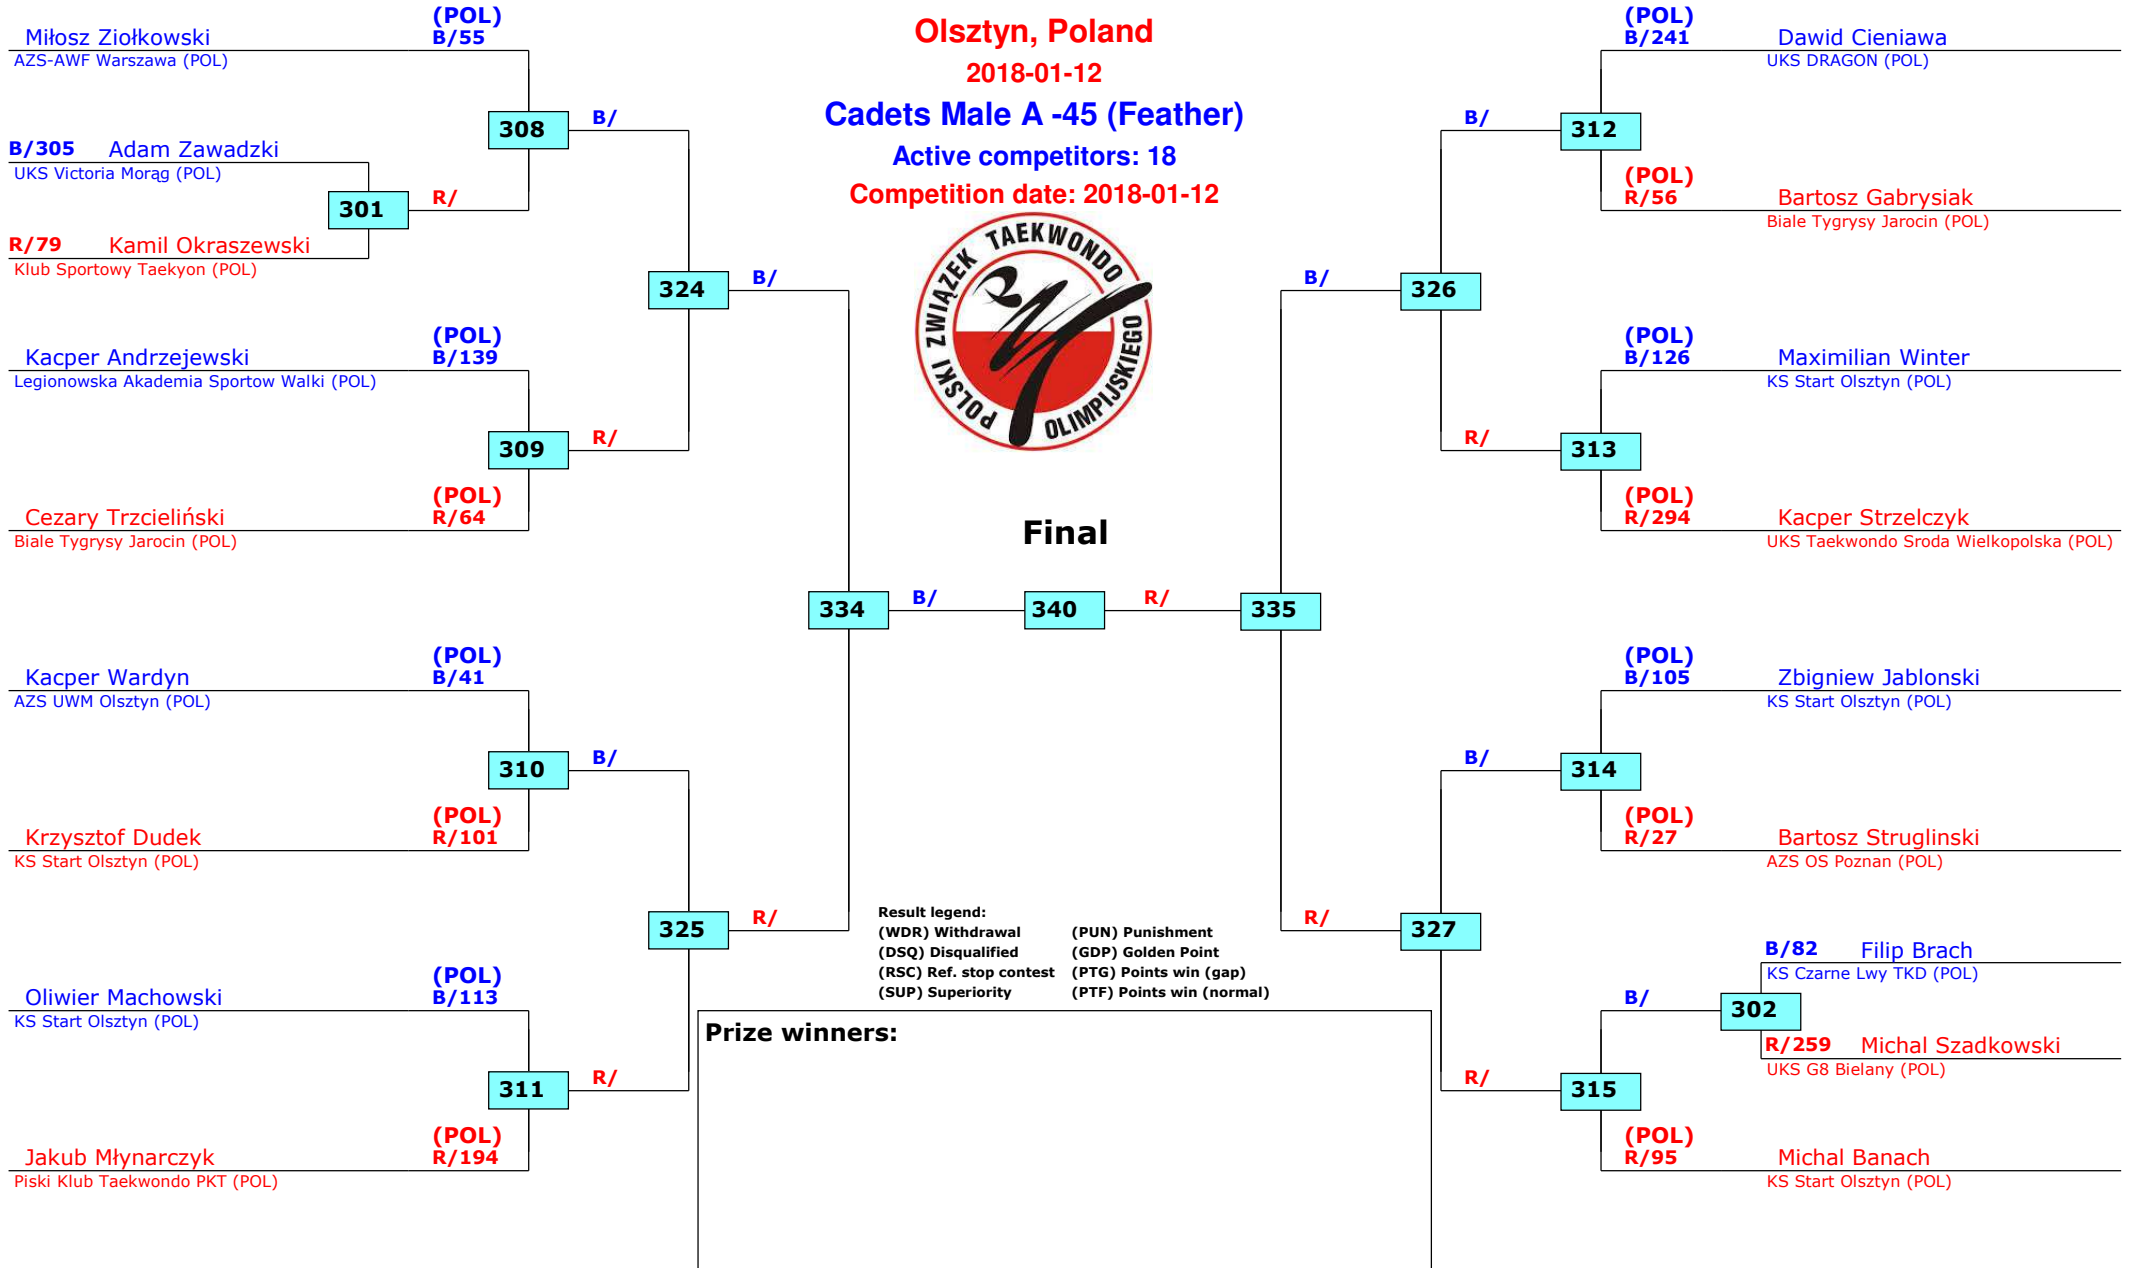 Olsztyn, Poland
2018-01-12
Cadets Male A -45 (Feather)
Active competitors: 18
Competition date: 2018-01-12
POLSKI ZWIĄZEK TAEKWONDO OLIMPIJSKIEGO
(POL)
Miłosz Ziołkowski B/55
AZS-AWF Warszawa (POL)
308 B/
B/305 Adam Zawadzki
UKS Victoria Morąg (POL)
301 R/
R/79 Kamil Okraszewski
Klub Sportowy Taekyon (POL)
324 B/
(POL)
Kacper Andrzejewski B/139
Legionowska Akademia Sportow Walki (POL)
309 R/
(POL)
Cezary Trzcieliński R/64
Biale Tygrysy Jarocin (POL)
Final
334 B/ 340 R/ 335
(POL)
Kacper Wardyn B/41
AZS UWM Olsztyn (POL)
310 B/
(POL)
Krzysztof Dudek R/101
KS Start Olsztyn (POL)
325 R/
(POL)
Oliwier Machowski B/113
KS Start Olsztyn (POL)
311 R/
(POL)
Jakub Młynarczyk R/194
Piski Klub Taekwondo PKT (POL)
(POL)
B/241 Dawid Cieniawa
UKS DRAGON (POL)
B/ 312
(POL)
R/56 Bartosz Gabrysiak
Biale Tygrysy Jarocin (POL)
B/ 326
(POL)
B/126 Maximilian Winter
KS Start Olsztyn (POL)
R/ 313
(POL)
R/294 Kacper Strzelczyk
UKS Taekwondo Sroda Wielkopolska (POL)
(POL)
B/105 Zbigniew Jablonski
KS Start Olsztyn (POL)
B/ 314
(POL)
R/27 Bartosz Struglinski
AZS OS Poznan (POL)
R/ 327
B/82 Filip Brach
KS Czarne Lwy TKD (POL)
B/ 302
R/259 Michal Szadkowski
UKS G8 Bielany (POL)
R/ 315
(POL)
R/95 Michal Banach
KS Start Olsztyn (POL)
Result legend:
(WDR) Withdrawal (PUN) Punishment
(DSQ) Disqualified (GDP) Golden Point
(RSC) Ref. stop contest (PTG) Points win (gap)
(SUP) Superiority (PTF) Points win (normal)
Prize winners: